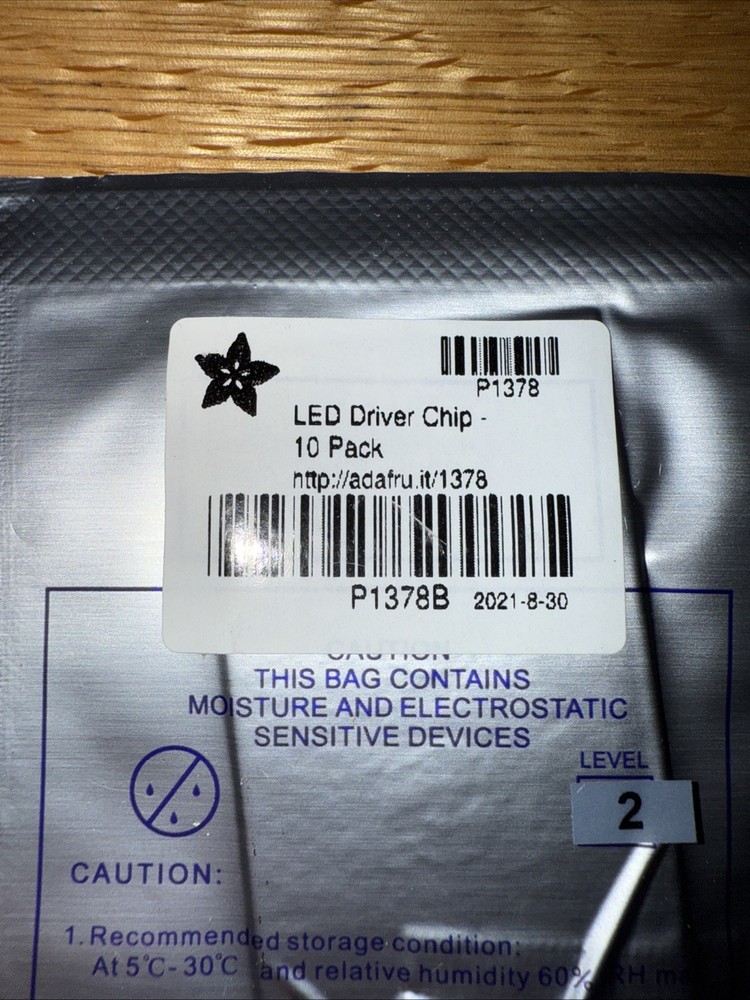 P1378
LED Driver Chip -
10 Pack
http://adafru.it/1378
P1378B 2021-8-30
CAUTION
THIS BAG CONTAINS
MOISTURE AND ELECTROSTATIC
SENSITIVE DEVICES
LEVEL
2
CAUTION:
1. Recommended storage condition:
At 5°C-30°C and relative humidity 60% RH